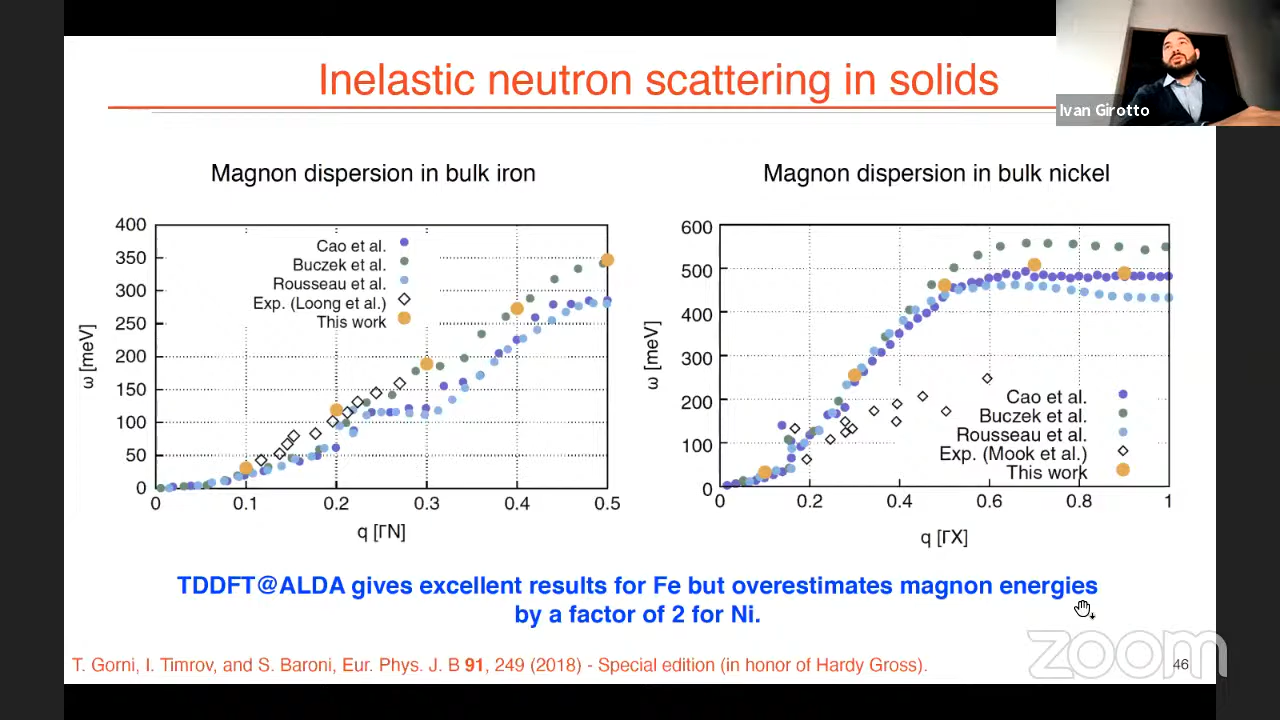 Inelastic neutron scattering in solids
Ivan Girotto
Magnon dispersion in bulk iron
400
350
300
250
200
150
100
50
0
ω [meV]
Cao et al.
Buczek et al.
Rousseau et al.
Exp. (Loong et al.)
This work
0 0.1 0.2 0.3 0.4 0.5
q [ΓN]
Magnon dispersion in bulk nickel
600
500
400
300
200
100
0
ω [meV]
Cao et al.
Buczek et al.
Rousseau et al.
Exp. (Mook et al.)
This work
0 0.2 0.4 0.6 0.8 1
q [ΓX]
TDDFT@ALDA gives excellent results for Fe but overestimates magnon energies
by a factor of 2 for Ni.
T. Gorni, I. Timrov, and S. Baroni, Eur. Phys. J. B 91, 249 (2018) - Special edition (in honor of Hardy Gross).
zoom
46